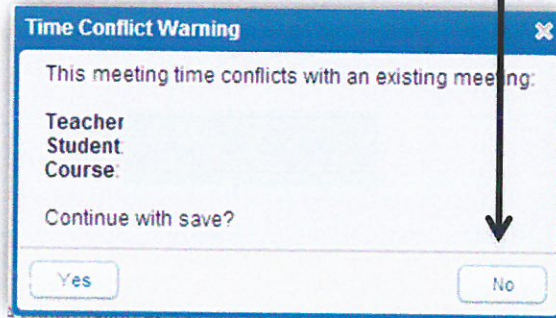 Time Conflict Warning
This meeting time conflicts with an existing meeting:
Teacher
Student:
Course:
Continue with save?
Yes
No